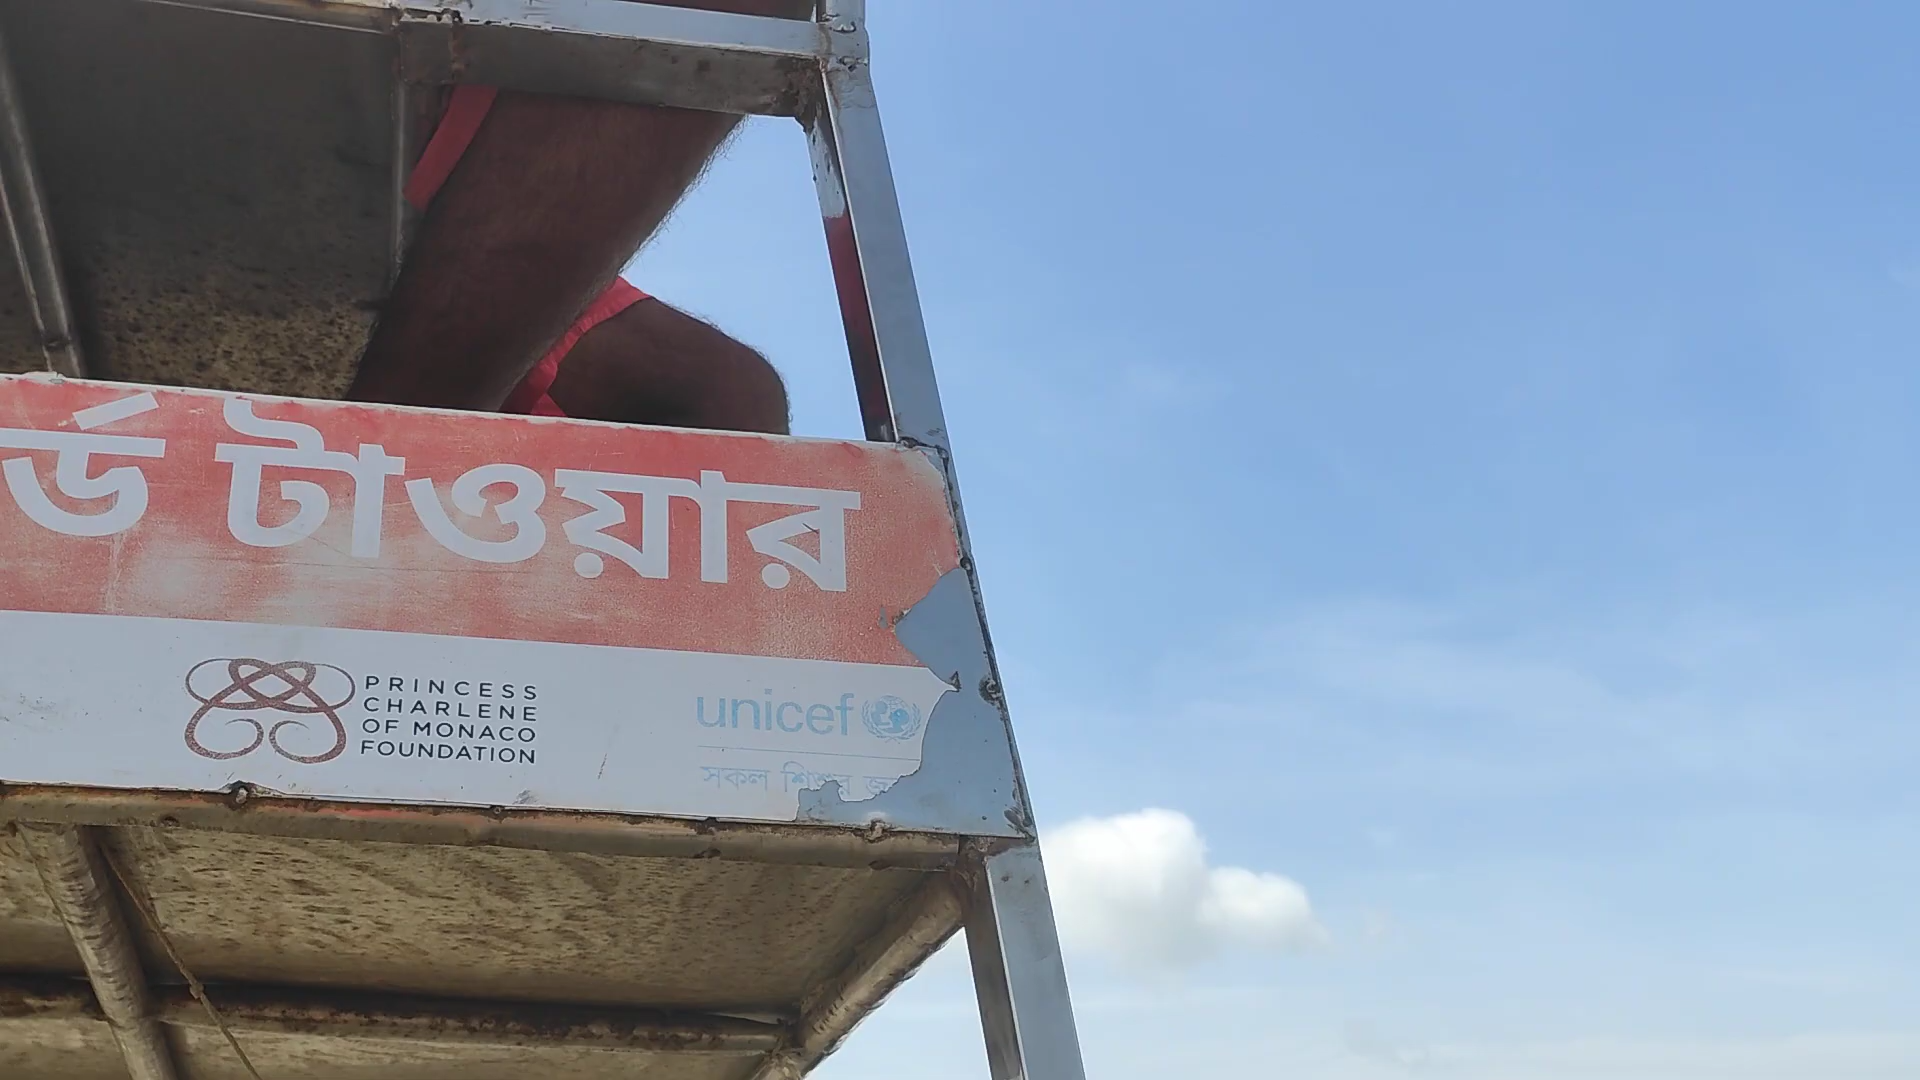 র্ড টাওয়ার
PRINCESS
CHARLENE
OF MONACO
FOUNDATION
unicef
সকল শিশুর